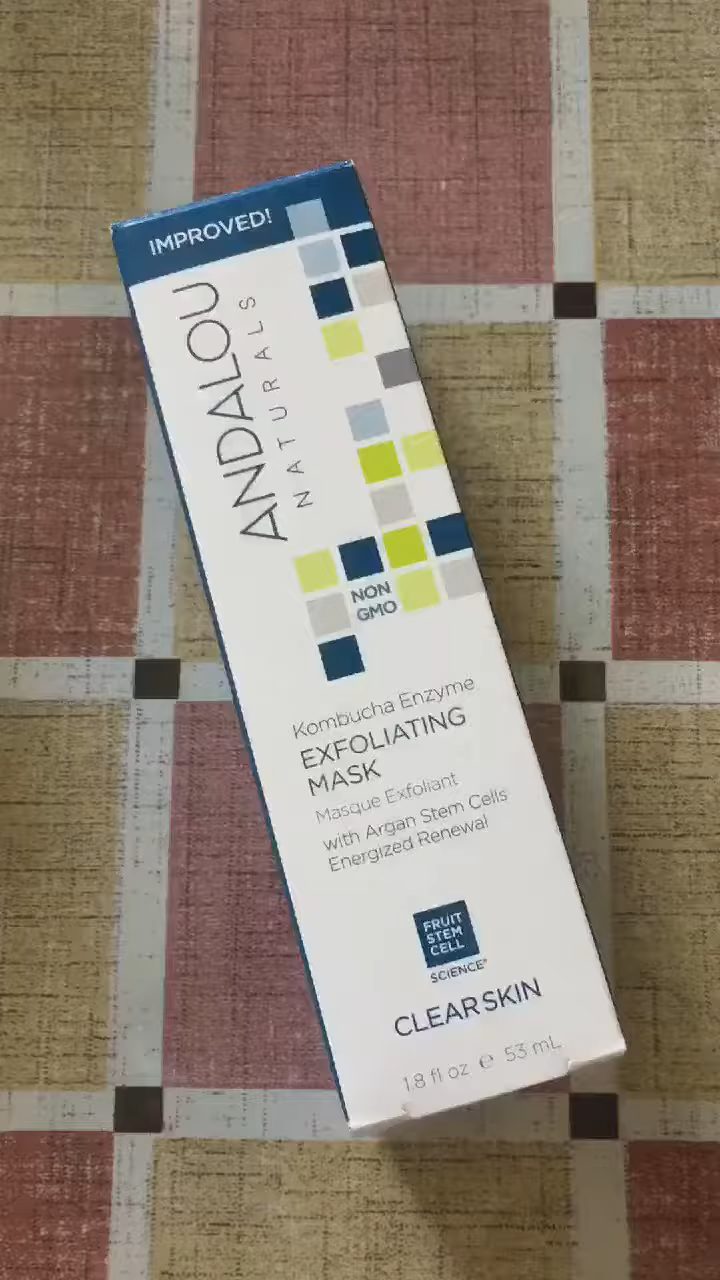 IMPROVED!
ANDALOU
NATURALS
NON
GMO
Kombucha Enzyme
EXFOLIATING
MASK
Masque Exfoliant
with Argan Stem Cells
Energized Renewal
FRUIT
STEM
CELL
SCIENCE®
CLEAR SKIN
1.8 fl oz ℮ 53 mL